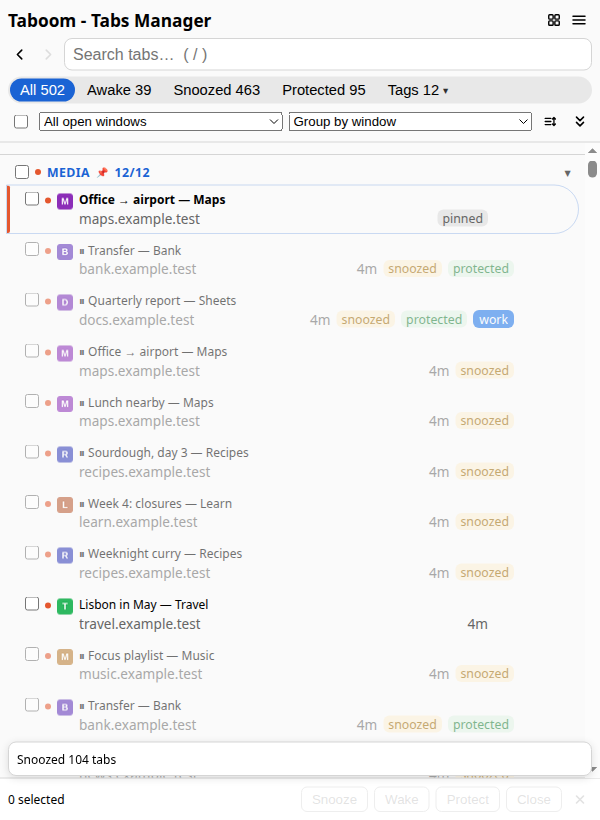 Taboom - Tabs Manager
Search tabs… ( / )
All 502 Awake 39 Snoozed 463 Protected 95 Tags 12 ▾
All open windows Group by window
MEDIA 📌 12/12 ▼
M Office → airport — Maps
maps.example.test pinned
B Transfer — Bank
bank.example.test 4m snoozed protected
D Quarterly report — Sheets
docs.example.test 4m snoozed protected work
M Office → airport — Maps
maps.example.test 4m snoozed
M Lunch nearby — Maps
maps.example.test 4m snoozed
R Sourdough, day 3 — Recipes
recipes.example.test 4m snoozed
L Week 4: closures — Learn
learn.example.test 4m snoozed
R Weeknight curry — Recipes
recipes.example.test 4m snoozed
T Lisbon in May — Travel
travel.example.test 4m
M Focus playlist — Music
music.example.test 4m snoozed
B Transfer — Bank
bank.example.test 4m snoozed protected
Snoozed 104 tabs
0 selected Snooze Wake Protect Close ✕